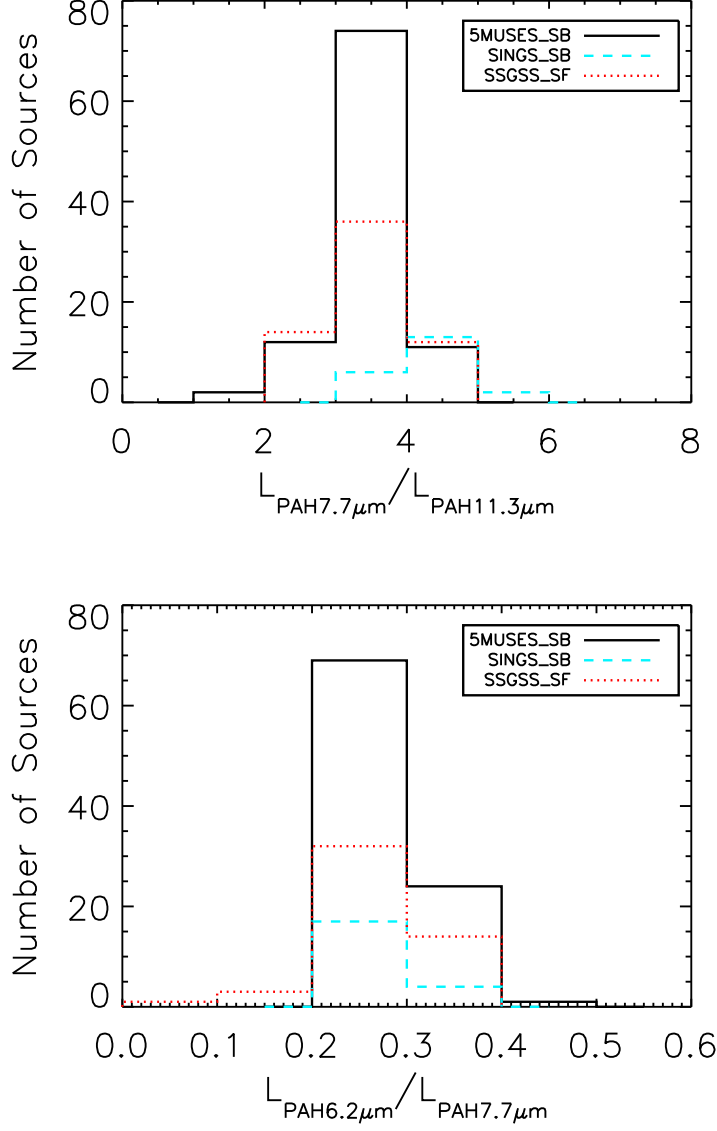 80
60
40
20
0
Number of Sources
5MUSES_SB
SINGS_SB
SSGSS_SF
0 2 4 6 8
LPAH7.7μm/LPAH11.3μm
80
60
40
20
0
Number of Sources
5MUSES_SB
SINGS_SB
SSGSS_SF
0.0 0.1 0.2 0.3 0.4 0.5 0.6
LPAH6.2μm/LPAH7.7μm